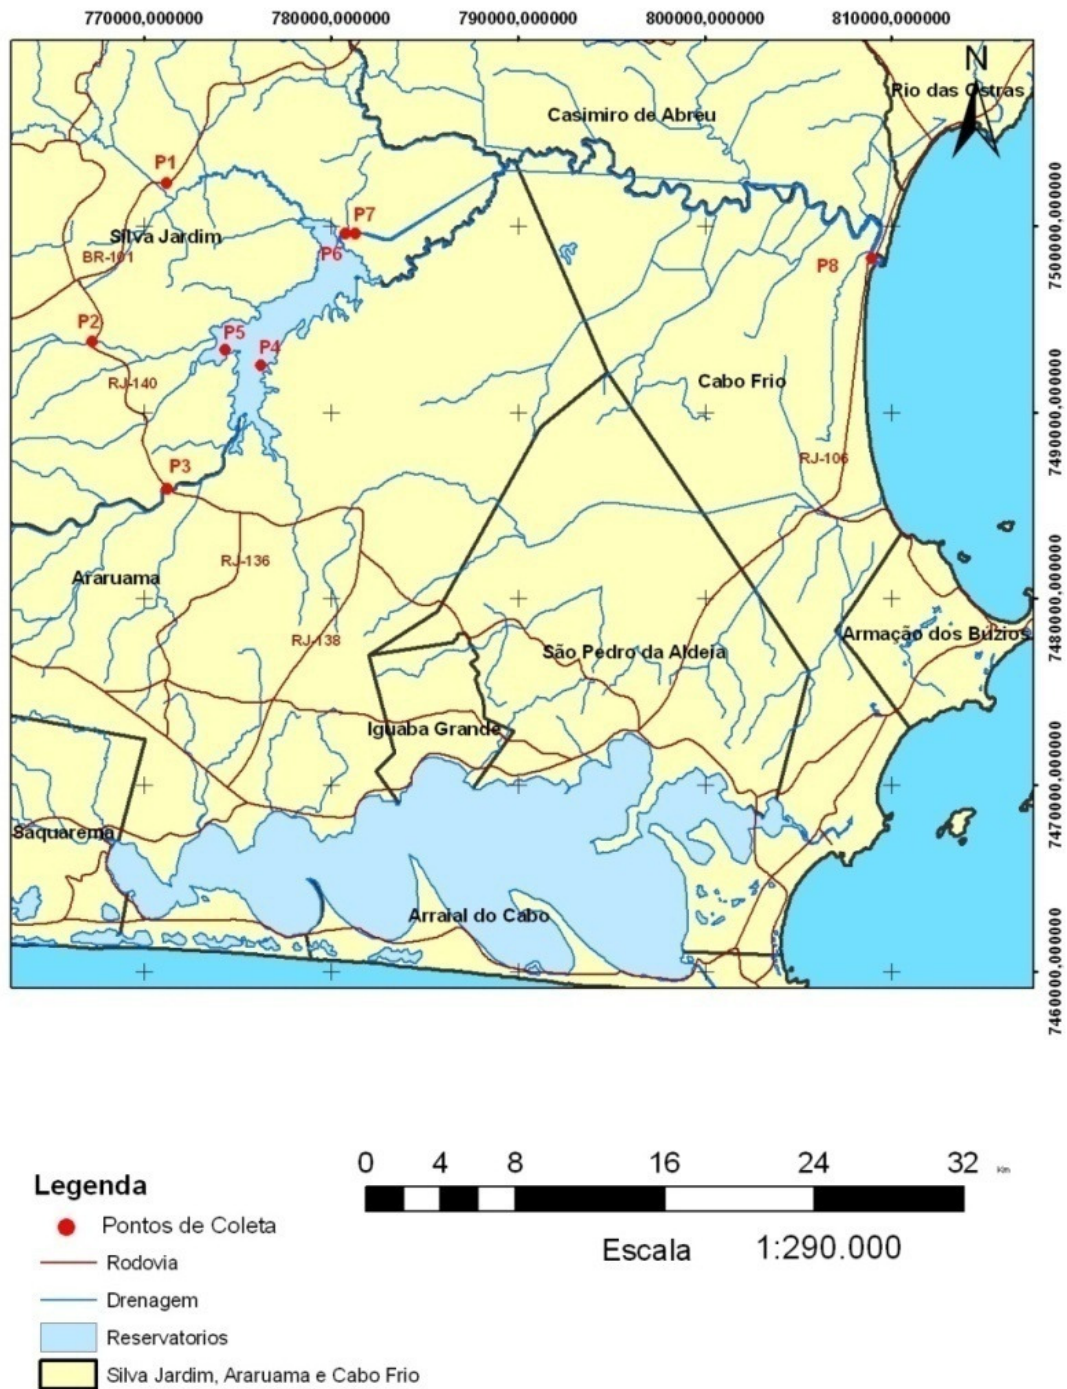 770000,000000 780000,000000 790000,000000 800000,000000 810000,000000
N
Rio das Ostras
Casimiro de Abreu
P1
P7
Silva Jardim
P6
BR-101
P8
7500000,000000
P2
P5
P4
RJ-140
Cabo Frio
7490000,000000
RJ-106
P3
RJ-136
Araruama
7480000,000000
RJ-138
Armação dos Búzios
São Pedro da Aldeia
Iguaba Grande
7470000,000000
Saquarema
Arraial do Cabo
7460000,000000
0 4 8 16 24 32 Km
Legenda
Pontos de Coleta
Escala 1:290.000
Rodovia
Drenagem
Reservatorios
Silva Jardim, Araruama e Cabo Frio